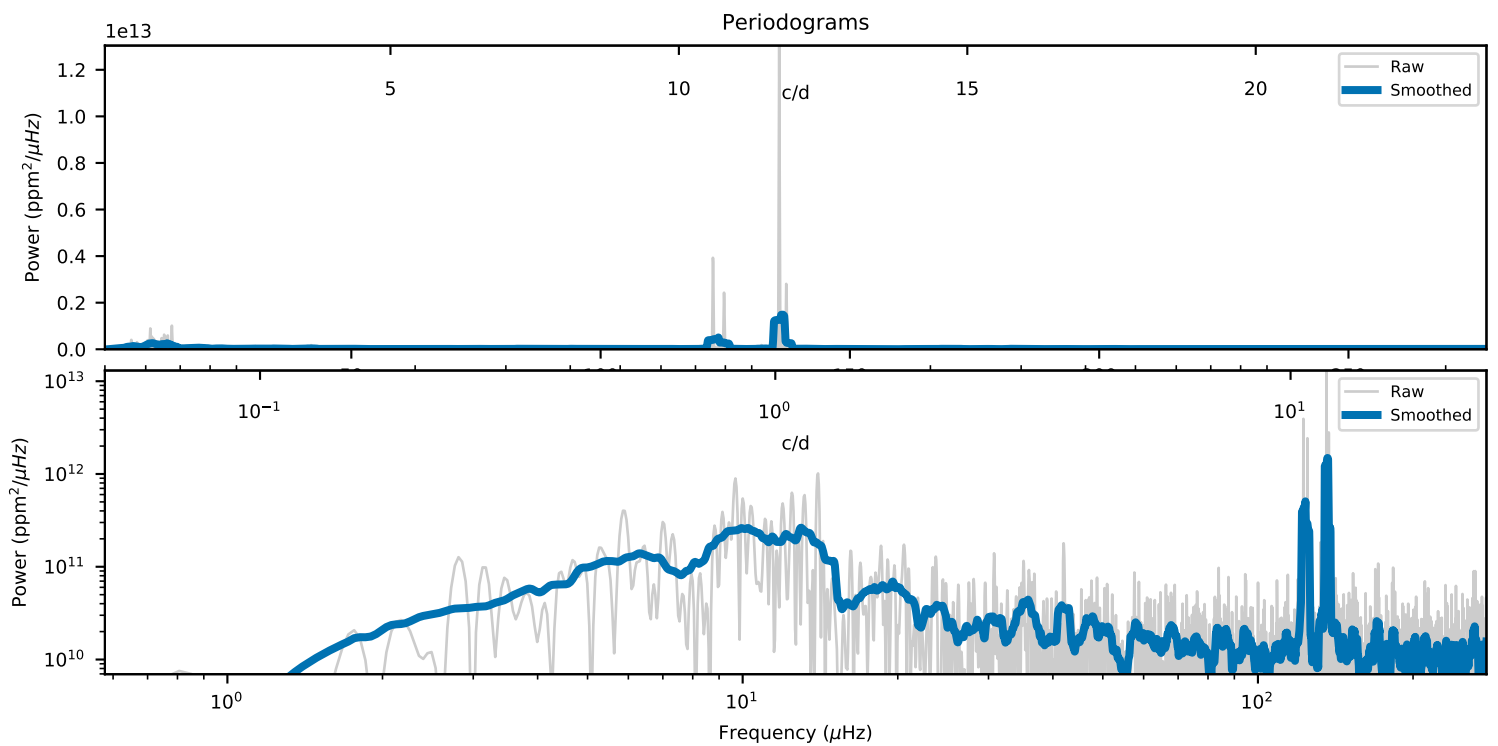 Periodograms
1e13
Power (ppm²/μHz)
1.2
1.0
0.8
0.6
0.4
0.2
0.0
5 10 15 20
c/d
Raw
Smoothed
Power (ppm²/μHz)
10¹³
10¹²
10¹¹
10¹⁰
10⁻¹ 10⁰ 10¹
c/d
Raw
Smoothed
10⁰ 10¹ 10²
Frequency (μHz)